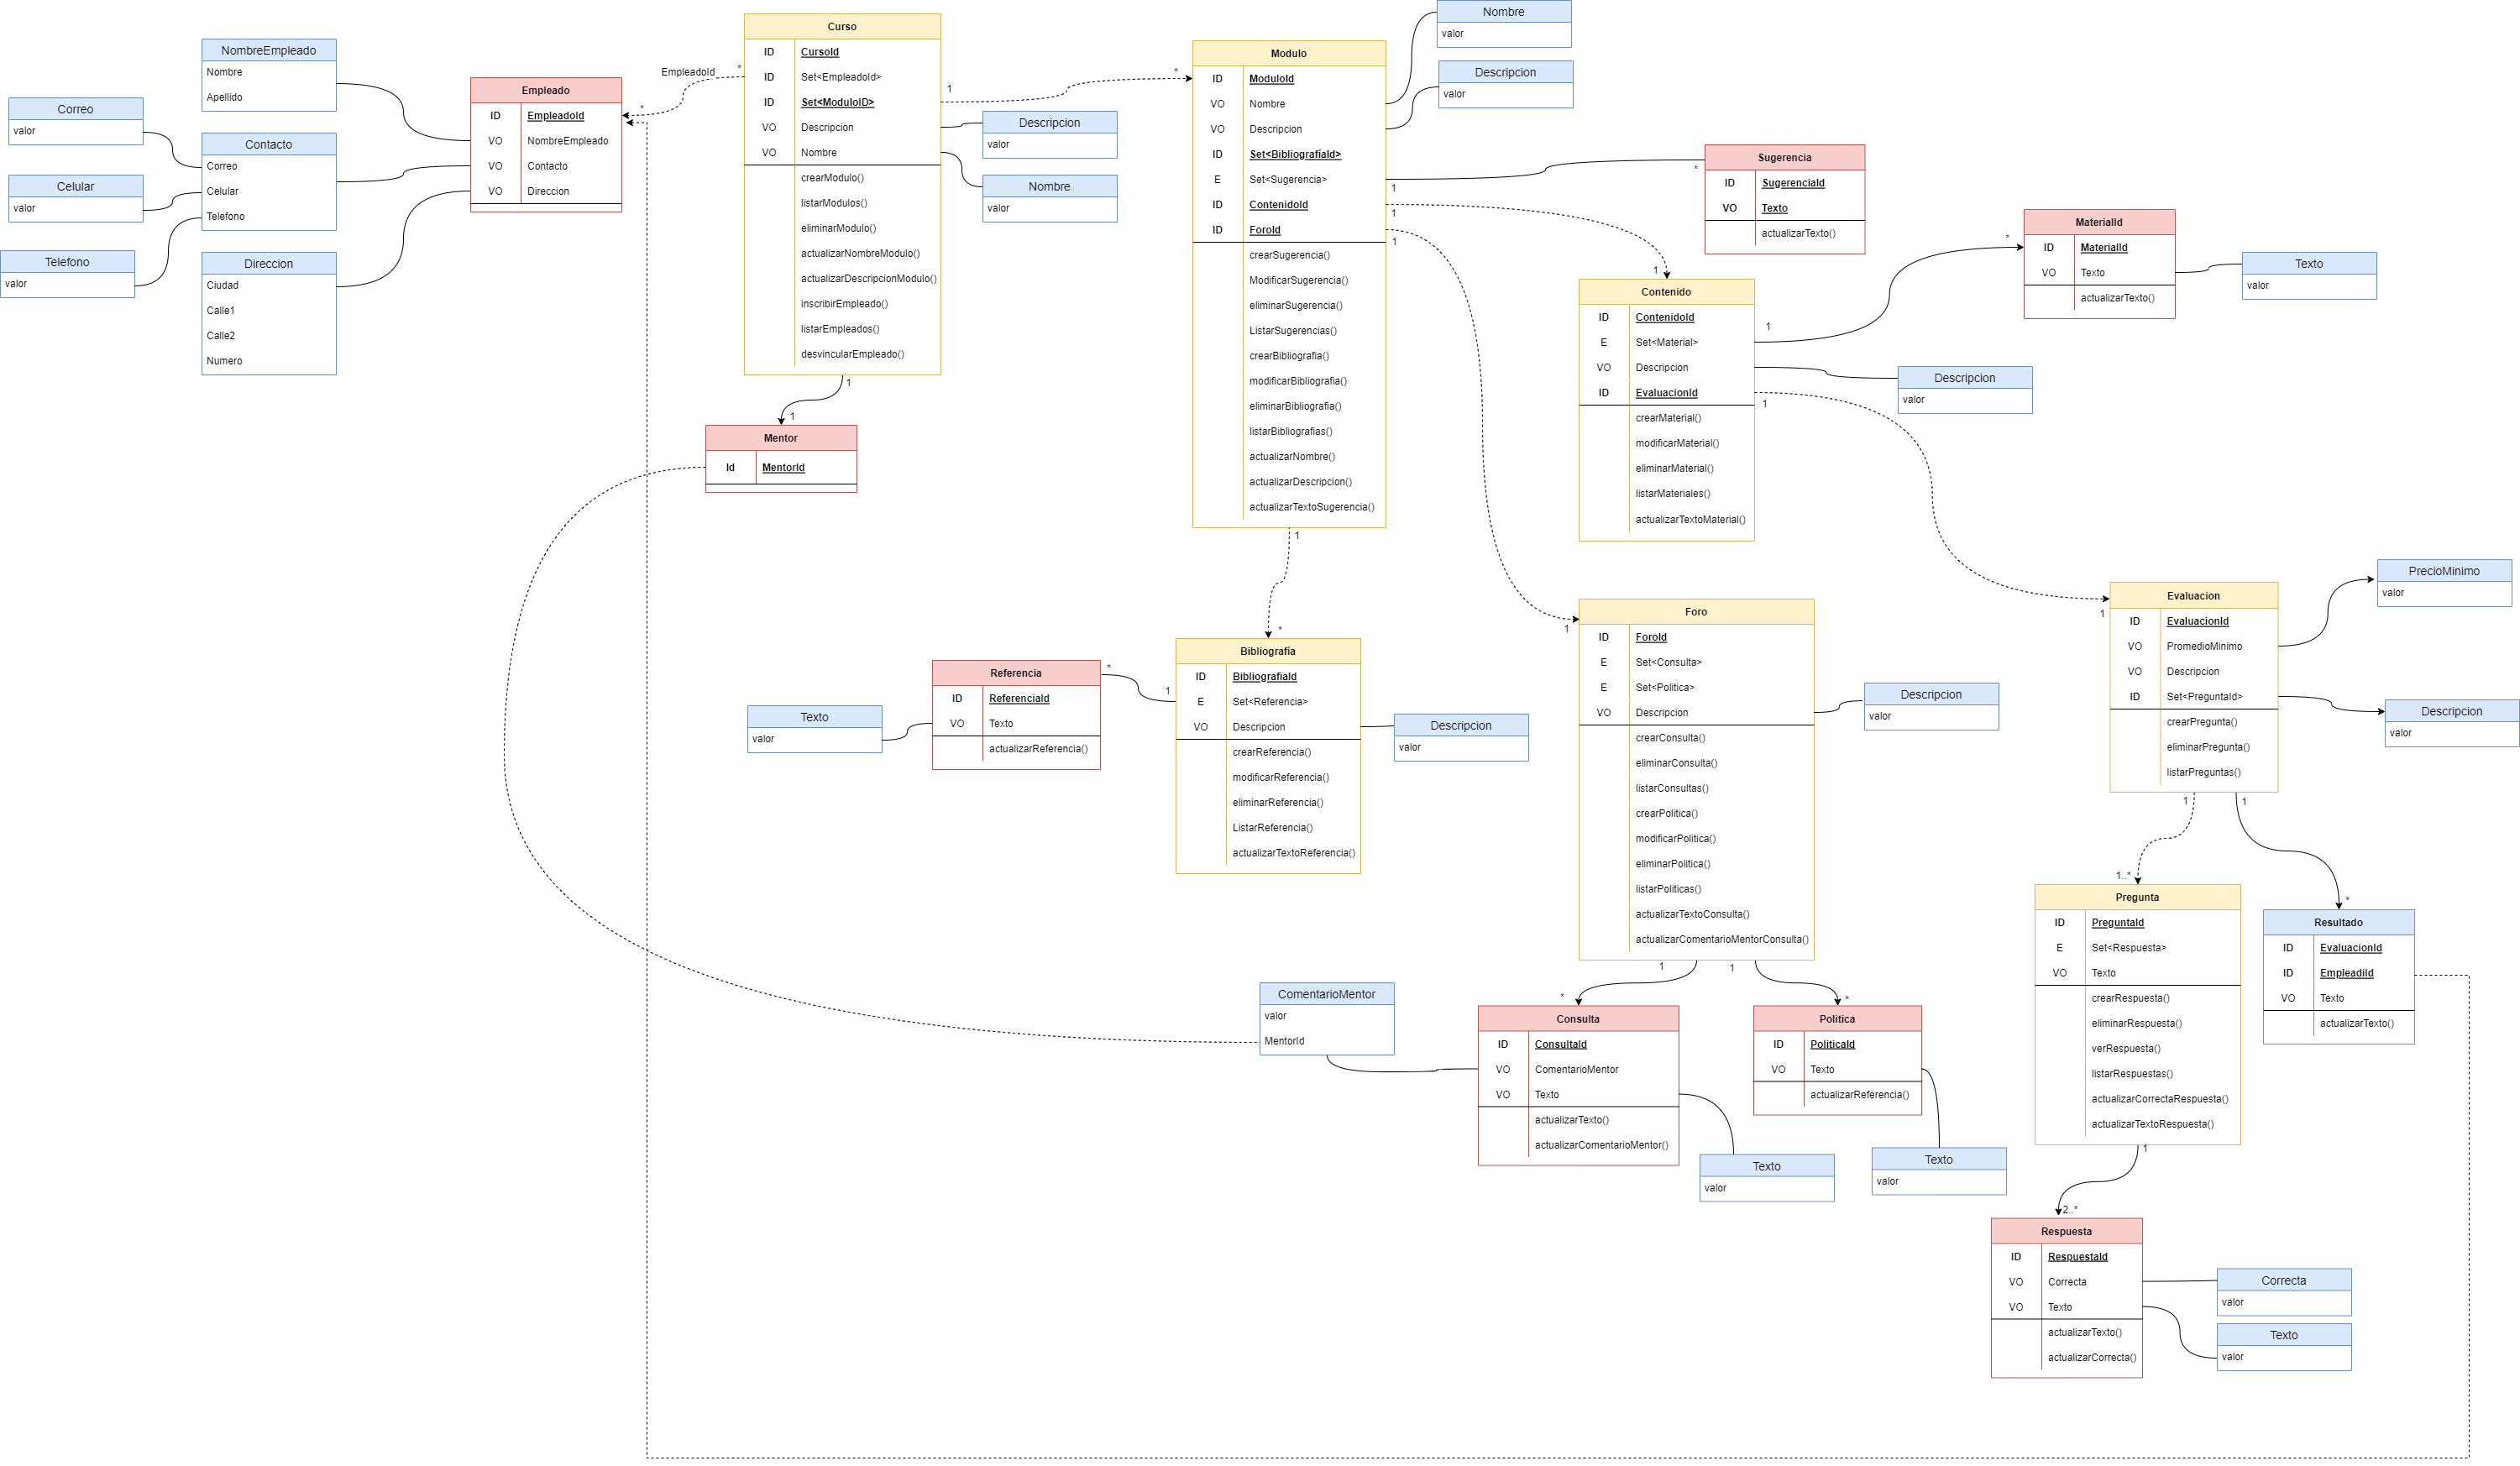 NombreEmpleado
Nombre
Apellido
Correo
valor
Contacto
Correo
Celular
Telefono
Celular
valor
Telefono
valor
Direccion
Ciudad
Calle1
Calle2
Numero
Empleado
ID EmpleadoId
VO NombreEmpleado
VO Contacto
VO Direccion
EmpleadoId
*
*
Curso
ID CursoId
ID Set<EmpleadoId>
ID Set<ModuloID>
VO Descripcion
VO Nombre
crearModulo()
listarModulos()
eliminarModulo()
actualizarNombreModulo()
actualizarDescripcionModulo()
inscribirEmpleado()
listarEmpleados()
desvincularEmpleado()
1
*
Descripcion
valor
Nombre
valor
1
1
Mentor
Id MentorId
Modulo
ID ModuloId
VO Nombre
VO Descripcion
ID Set<BibliografíaId>
E Set<Sugerencia>
ID ContenidoId
ID ForoId
crearSugerencia()
ModificarSugerencia()
eliminarSugerencia()
ListarSugerencias()
crearBibliografia()
modificarBibliografia()
eliminarBibliografia()
listarBibliografias()
actualizarNombre()
actualizarDescripcion()
actualizarTextoSugerencia()
Nombre
valor
Descripcion
valor
1
*
1
1
1
1
Sugerencia
ID SugerenciaId
VO Texto
actualizarTexto()
Contenido
ID ContenidoId
E Set<Material>
VO Descripcion
ID EvaluacionId
crearMaterial()
modificarMaterial()
eliminarMaterial()
listarMateriales()
actualizarTextoMaterial()
1
*
MaterialId
ID MaterialId
VO Texto
actualizarTexto()
Texto
valor
Descripcion
valor
1
1
1
*
Bibliografía
ID BibliografiaId
E Set<Referencia>
VO Descripcion
crearReferencia()
modificarReferencia()
eliminarReferencia()
ListarReferencia()
actualizarTextoReferencia()
*
1
Referencia
ID ReferenciaId
VO Texto
actualizarReferencia()
Texto
valor
Descripcion
valor
Foro
ID ForoId
E Set<Consulta>
E Set<Politica>
VO Descripcion
crearConsulta()
eliminarConsulta()
listarConsultas()
crearPolitica()
modificarPolitica()
eliminarPolitica()
listarPoliticas()
actualizarTextoConsulta()
actualizarComentarioMentorConsulta()
Descripcion
valor
1
1
*
*
ComentarioMentor
valor
MentorId
Consulta
ID ConsultaId
VO ComentarioMentor
VO Texto
actualizarTexto()
actualizarComentarioMentor()
Politica
ID PoliticaId
VO Texto
actualizarReferencia()
Texto
valor
Texto
valor
Evaluacion
ID EvaluacionId
VO PromedioMinimo
VO Descripcion
ID Set<PreguntaId>
crearPregunta()
eliminarPregunta()
listarPreguntas()
PrecioMinimo
valor
Descripcion
valor
1
1
1..*
*
Pregunta
ID PreguntaId
E Set<Respuesta>
VO Texto
crearRespuesta()
eliminarRespuesta()
verRespuesta()
listarRespuestas()
actualizarCorrectaRespuesta()
actualizarTextoRespuesta()
Resultado
ID EvaluacionId
ID EmpleadiId
VO Texto
actualizarTexto()
1
2..*
Respuesta
ID RespuestaId
VO Correcta
VO Texto
actualizarTexto()
actualizarCorrecta()
Correcta
valor
Texto
valor